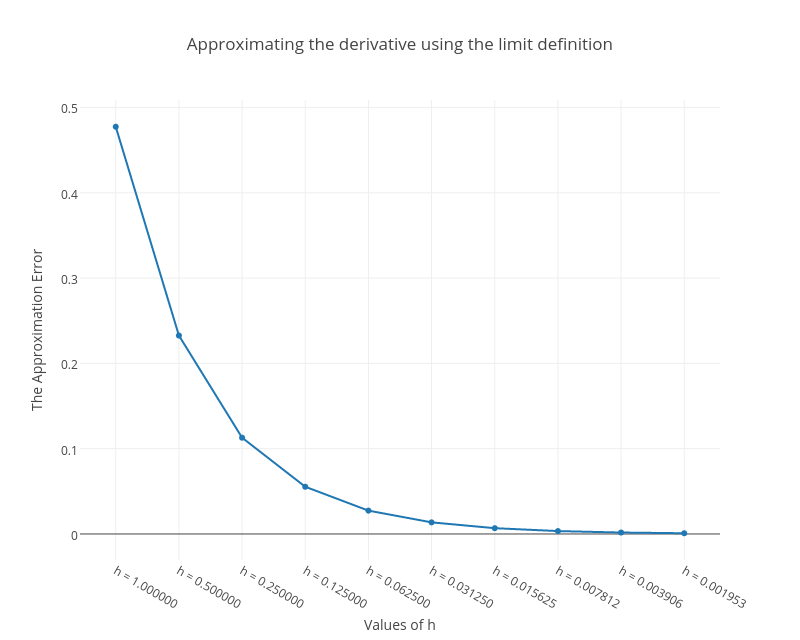 Approximating the derivative using the limit definition
0.5
0.4
0.3
0.2
0.1
0
The Approximation Error
h = 1.000000
h = 0.500000
h = 0.250000
h = 0.125000
h = 0.062500
h = 0.031250
h = 0.015625
h = 0.007812
h = 0.003906
h = 0.001953
Values of h